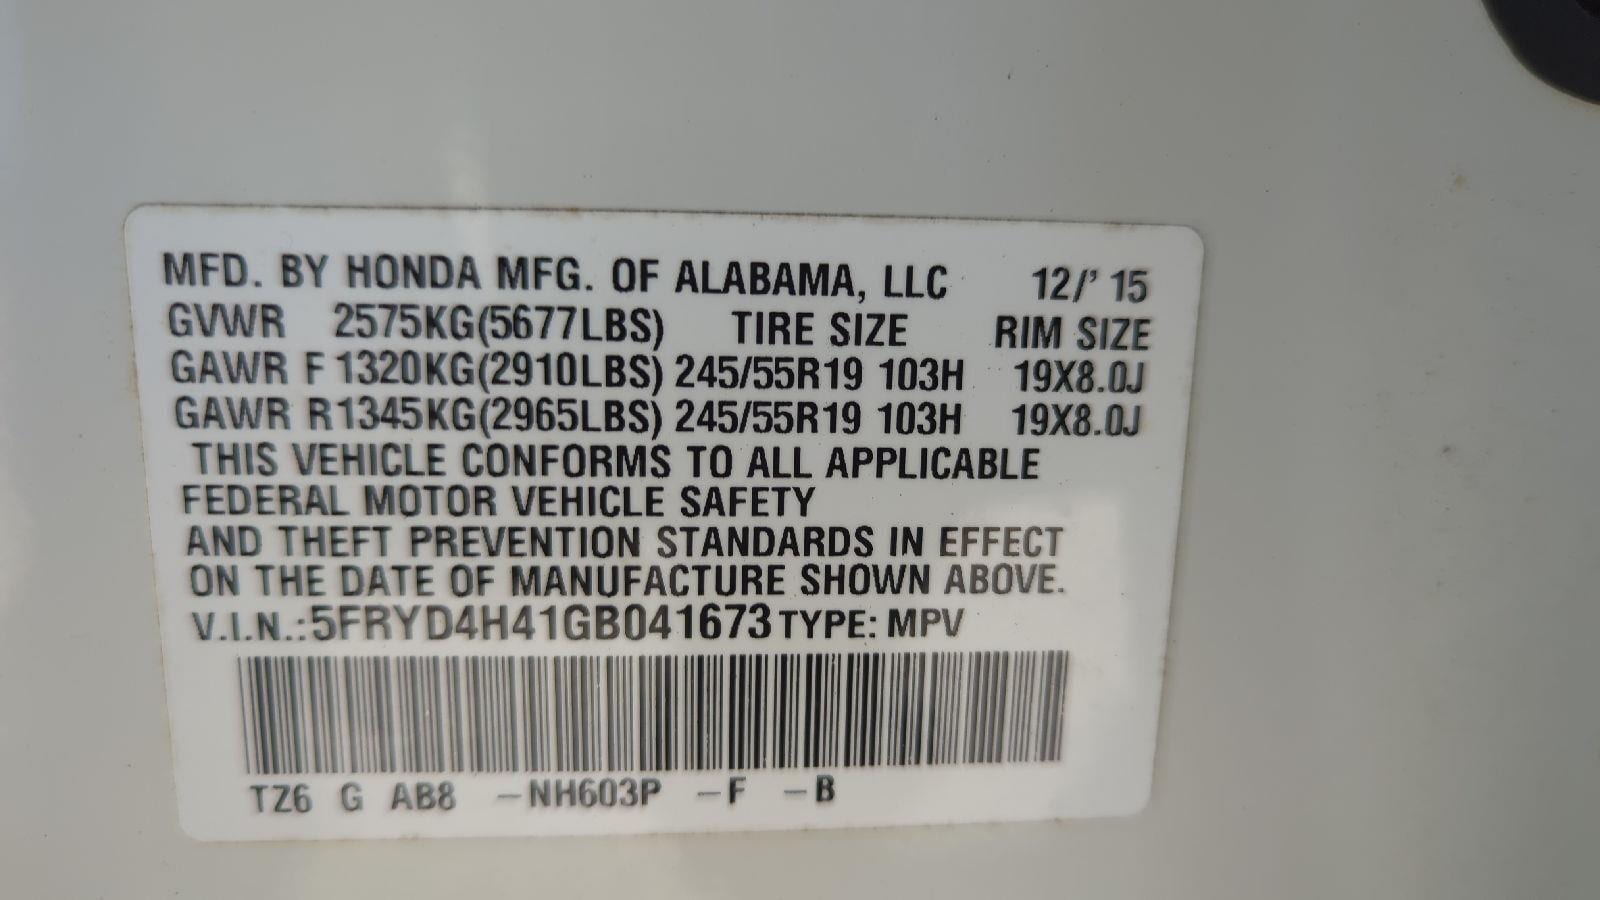 MFD. BY HONDA MFG. OF ALABAMA, LLC 12/' 15
GVWR 2575KG(5677LBS) TIRE SIZE RIM SIZE
GAWR F 1320KG(2910LBS) 245/55R19 103H 19X8.0J
GAWR R1345KG(2965LBS) 245/55R19 103H 19X8.0J
THIS VEHICLE CONFORMS TO ALL APPLICABLE
FEDERAL MOTOR VEHICLE SAFETY
AND THEFT PREVENTION STANDARDS IN EFFECT
ON THE DATE OF MANUFACTURE SHOWN ABOVE.
V.I.N.:5FRYD4H41GB041673 TYPE: MPV
TZ6 G AB8 -NH603P -F -B